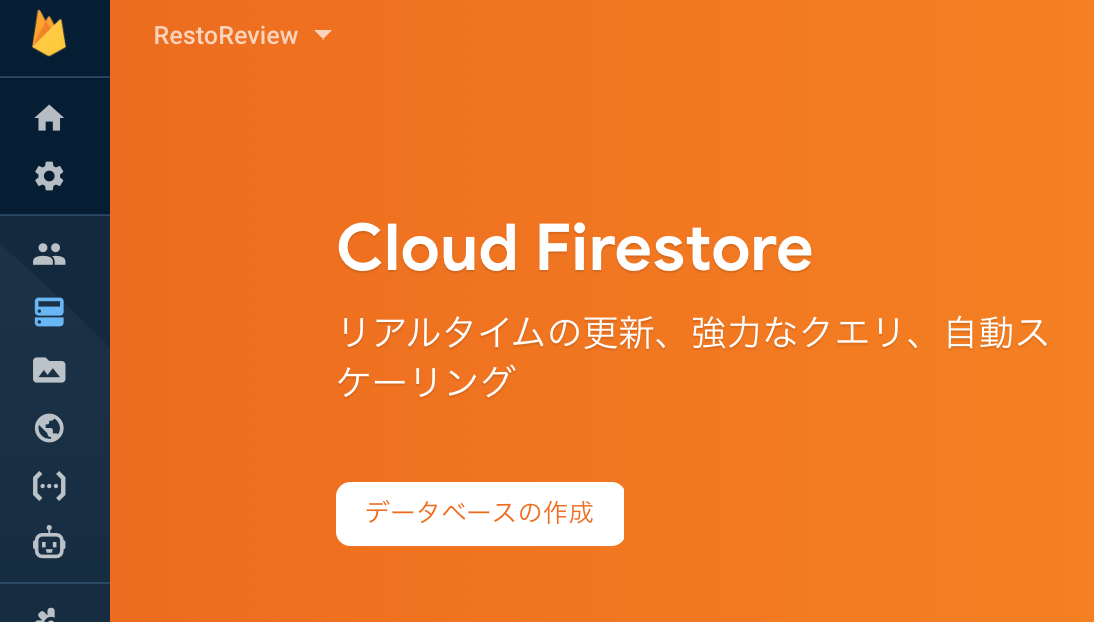 RestoReview
Cloud Firestore
リアルタイムの更新、強力なクエリ、自動ス
ケーリング
データベースの作成